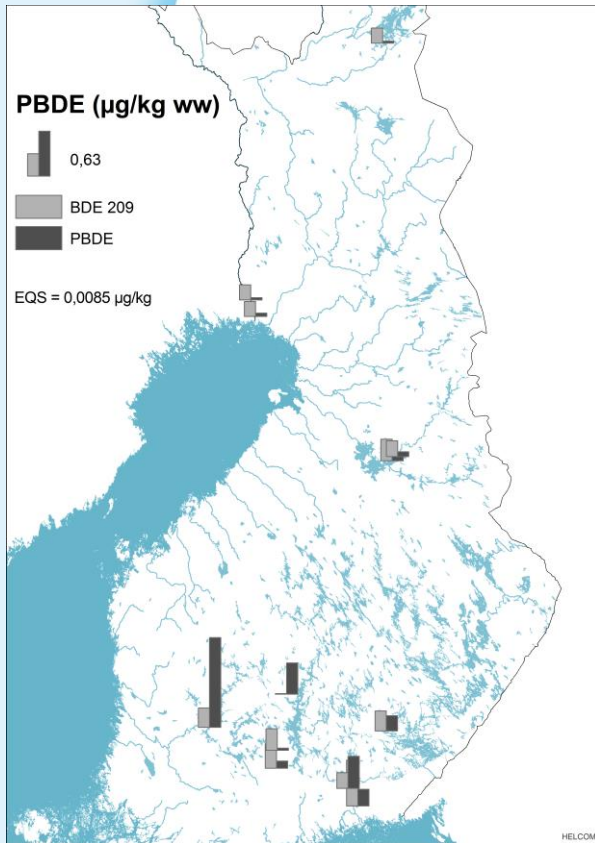 PBDE (µg/kg ww)
0,63
BDE 209
PBDE
EQS = 0,0085 µg/kg
HELCOM